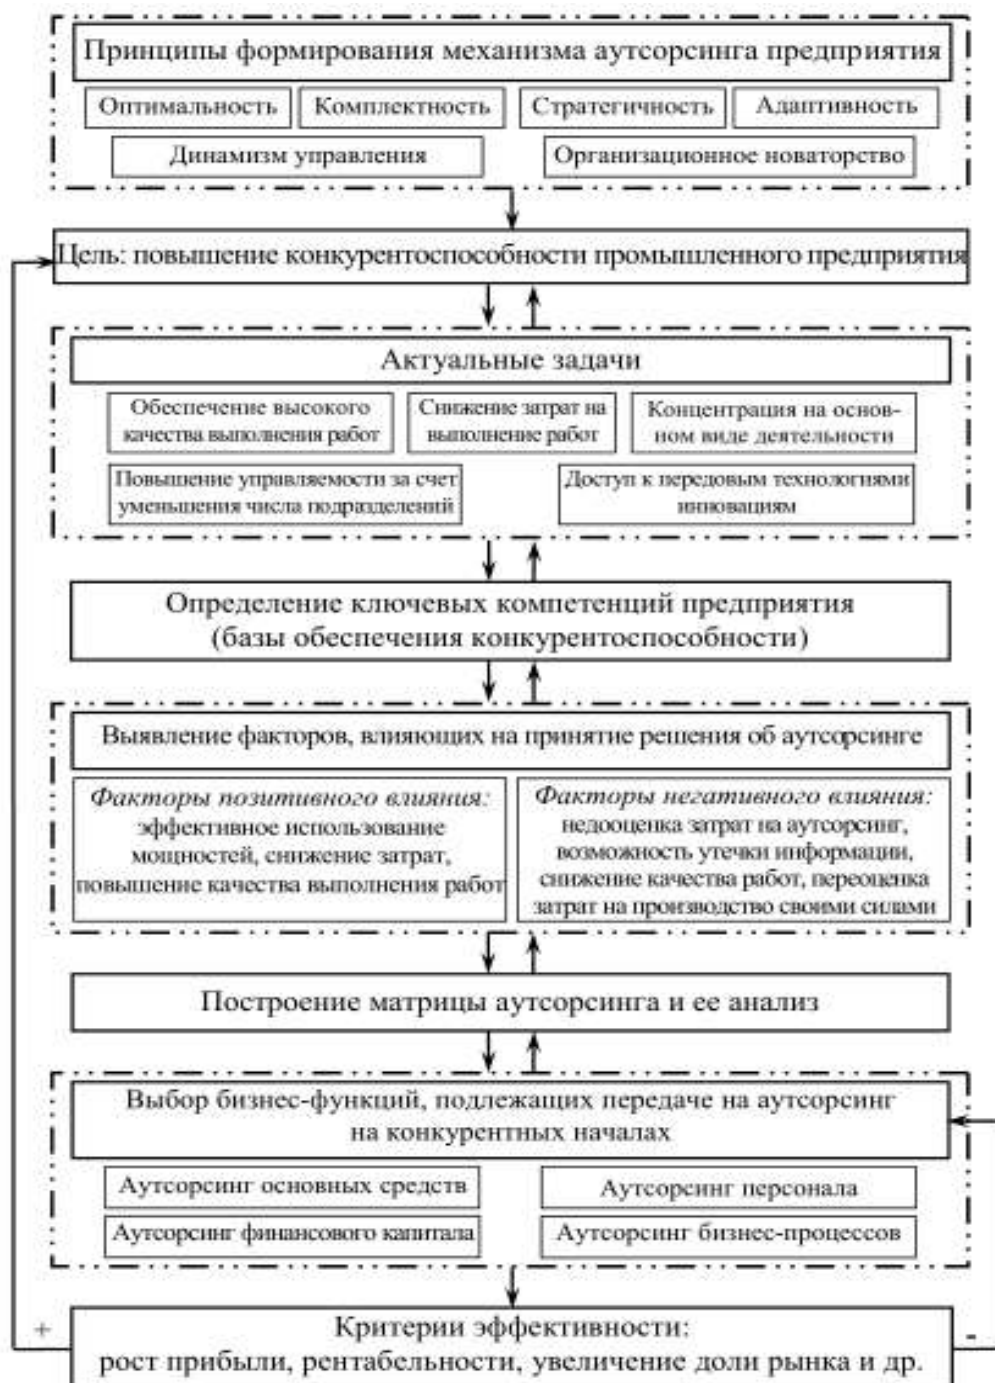 Принципы формирования механизма аутсорсинга предприятия
Оптимальность
Комплектность
Стратегичность
Адаптивность
Динамизм управления
Организационное новаторство
Цель: повышение конкурентоспособности промышленного предприятия
Актуальные задачи
Обеспечение высокого
качества выполнения работ
Снижение затрат на
выполнение работ
Концентрация на основ-
ном виде деятельности
Повышение управляемости за счет
уменьшения числа подразделений
Доступ к передовым технологиями
инновациям
Определение ключевых компетенций предприятия
(базы обеспечения конкурентоспособности)
Выявление факторов, влияющих на принятие решения об аутсорсинге
Факторы позитивного влияния:
эффективное использование
мощностей, снижение затрат,
повышение качества выполнения работ
Факторы негативного влияния:
недооценка затрат на аутсорсинг,
возможность утечки информации,
снижение качества работ, переоценка
затрат на производство своими силами
Построение матрицы аутсорсинга и ее анализ
Выбор бизнес-функций, подлежащих передаче на аутсорсинг
на конкурентных началах
Аутсорсинг основных средств
Аутсорсинг персонала
Аутсорсинг финансового капитала
Аутсорсинг бизнес-процессов
+
-
Критерии эффективности:
рост прибыли, рентабельности, увеличение доли рынка и др.